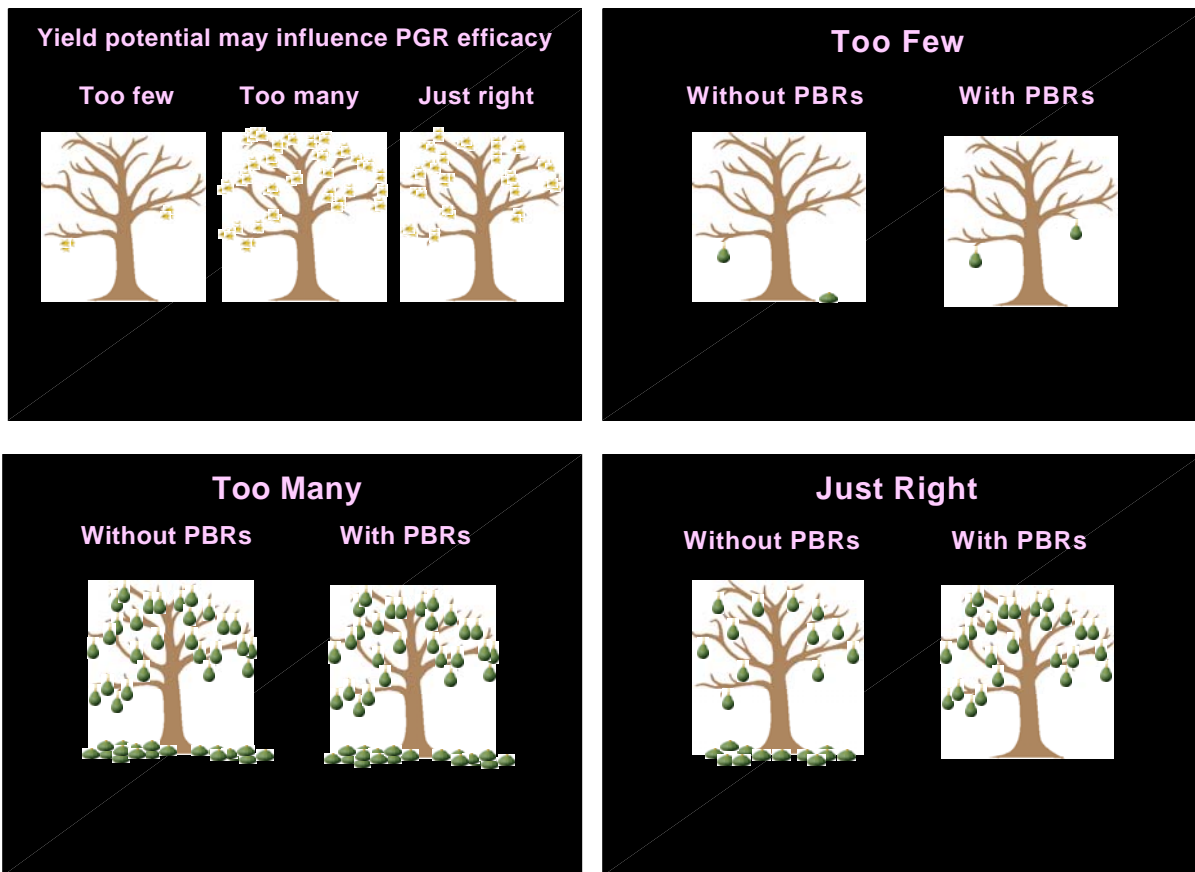 Yield potential may influence PGR efficacy
Too few Too many Just right
Too Few
Without PBRs With PBRs
Too Many
Without PBRs With PBRs
Just Right
Without PBRs With PBRs